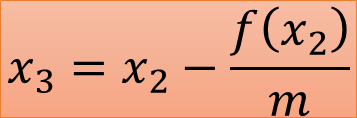 x₃ = x₂ − f(x₂)/m